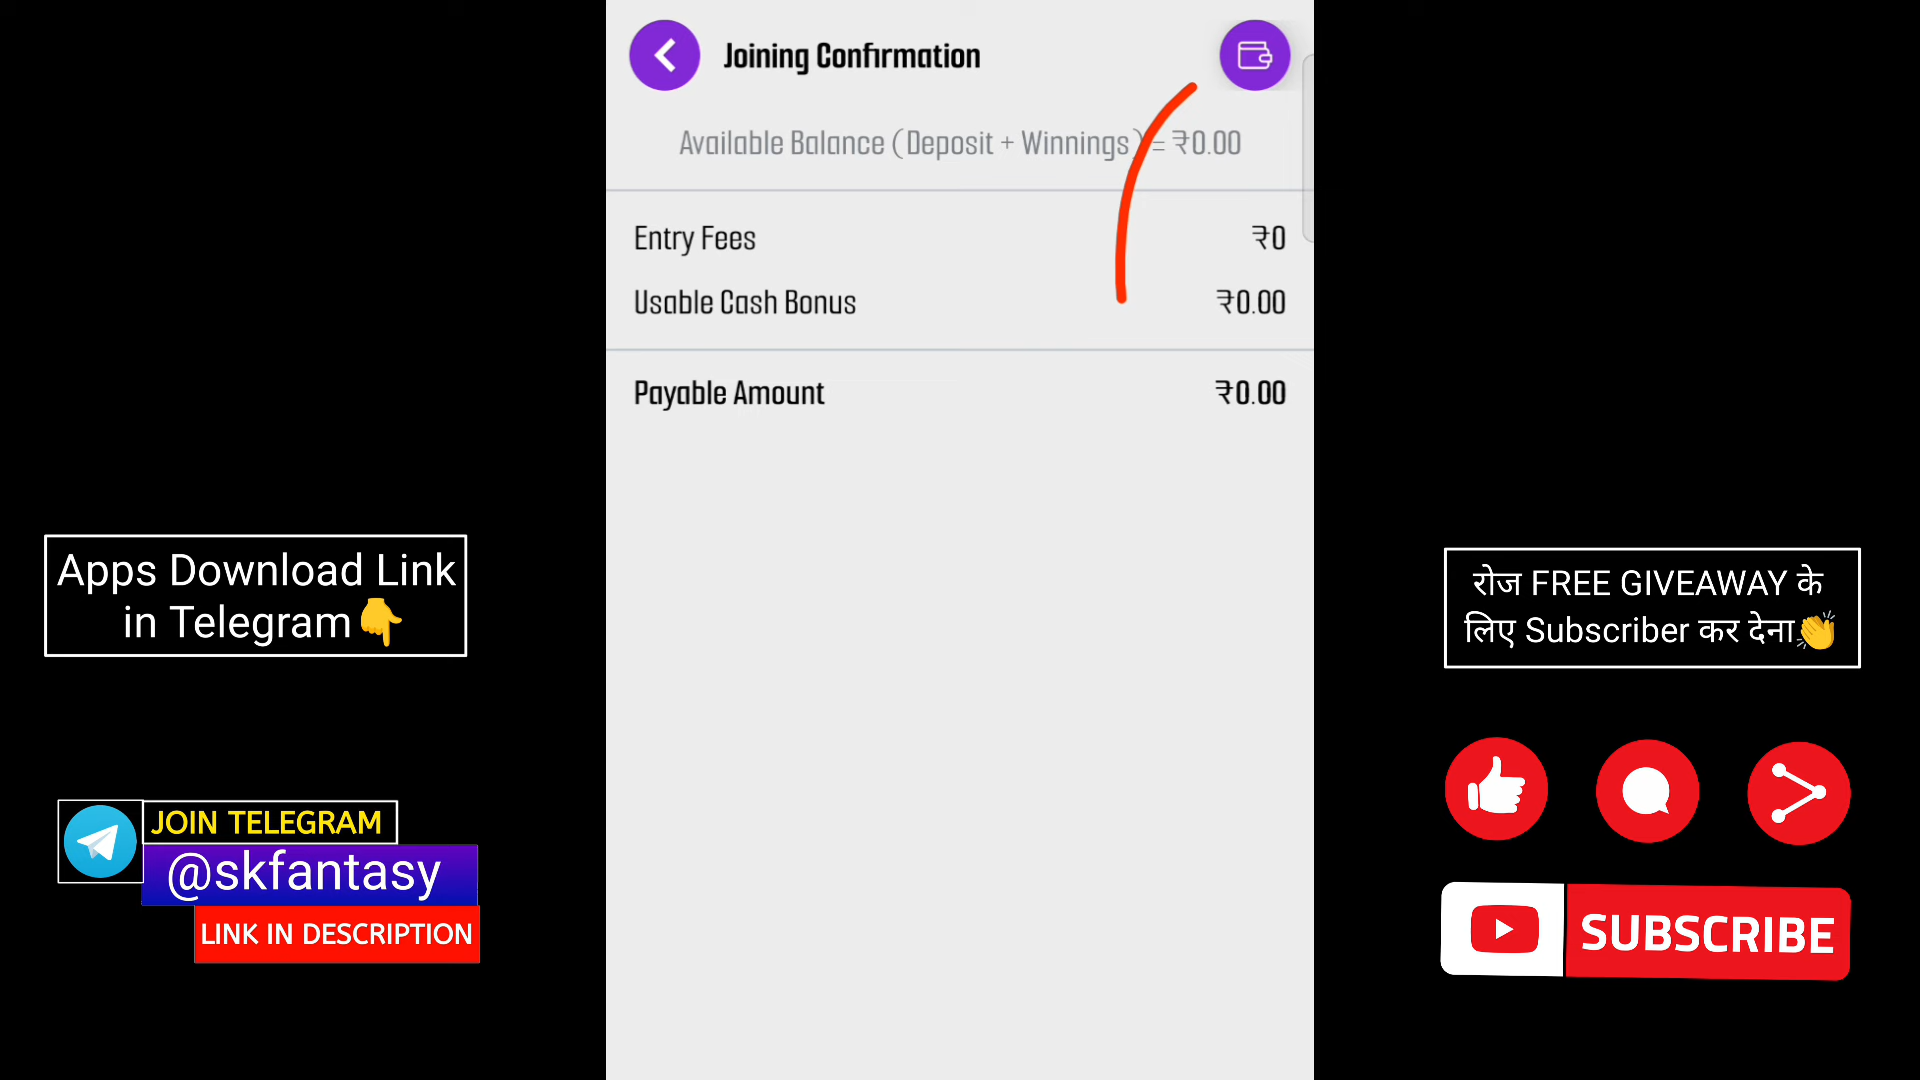 Joining Confirmation
Available Balance (Deposit + Winnings) = ₹0.00
Entry Fees ₹0
Usable Cash Bonus ₹0.00
Payable Amount ₹0.00
Apps Download Link
in Telegram👇
JOIN TELEGRAM
@skfantasy
LINK IN DESCRIPTION
रोज FREE GIVEAWAY के
लिए Subscriber कर देना👏
SUBSCRIBE